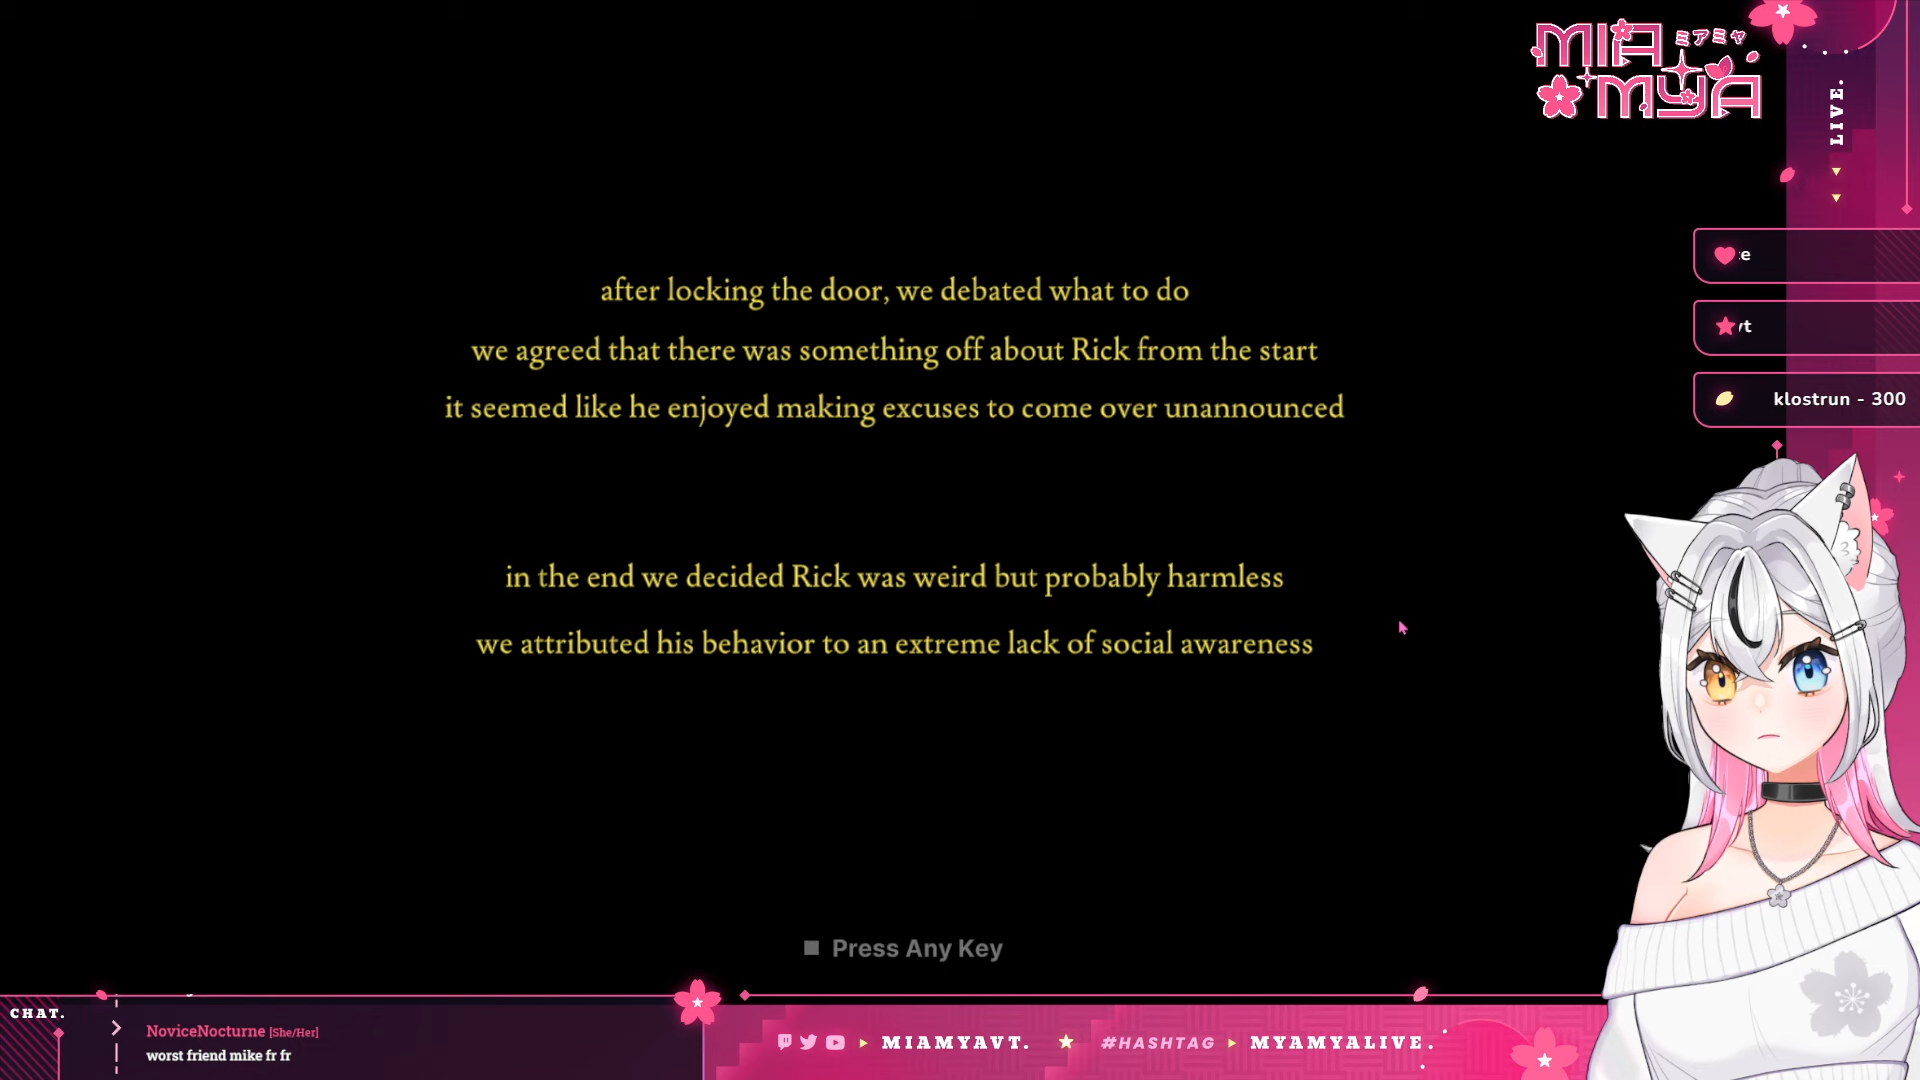 MIA ミアミャ
MYA
LIVE.
e
vt
klostrun - 300
after locking the door, we debated what to do
we agreed that there was something off about Rick from the start
it seemed like he enjoyed making excuses to come over unannounced
in the end we decided Rick was weird but probably harmless
we attributed his behavior to an extreme lack of social awareness
Press Any Key
CHAT.
NoviceNocturne [She/Her]
worst friend mike fr fr
MIAMYAVT.
#HASHTAG
MYAMYALIVE.